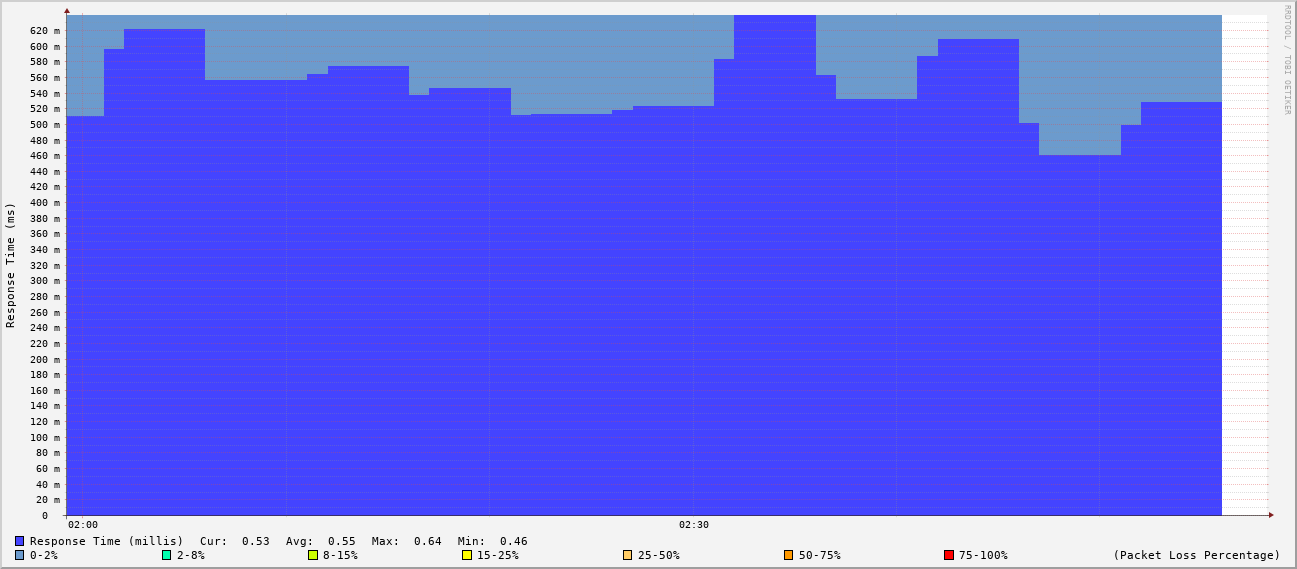 RRDTOOL / TOBI OETIKER
Response Time (ms)
620 m
600 m
580 m
560 m
540 m
520 m
500 m
480 m
460 m
440 m
420 m
400 m
380 m
360 m
340 m
320 m
300 m
280 m
260 m
240 m
220 m
200 m
180 m
160 m
140 m
120 m
100 m
80 m
60 m
40 m
20 m
0
02:00 02:30
Response Time (millis) Cur: 0.53 Avg: 0.55 Max: 0.64 Min: 0.46
0-2% 2-8% 8-15% 15-25% 25-50% 50-75% 75-100% (Packet Loss Percentage)